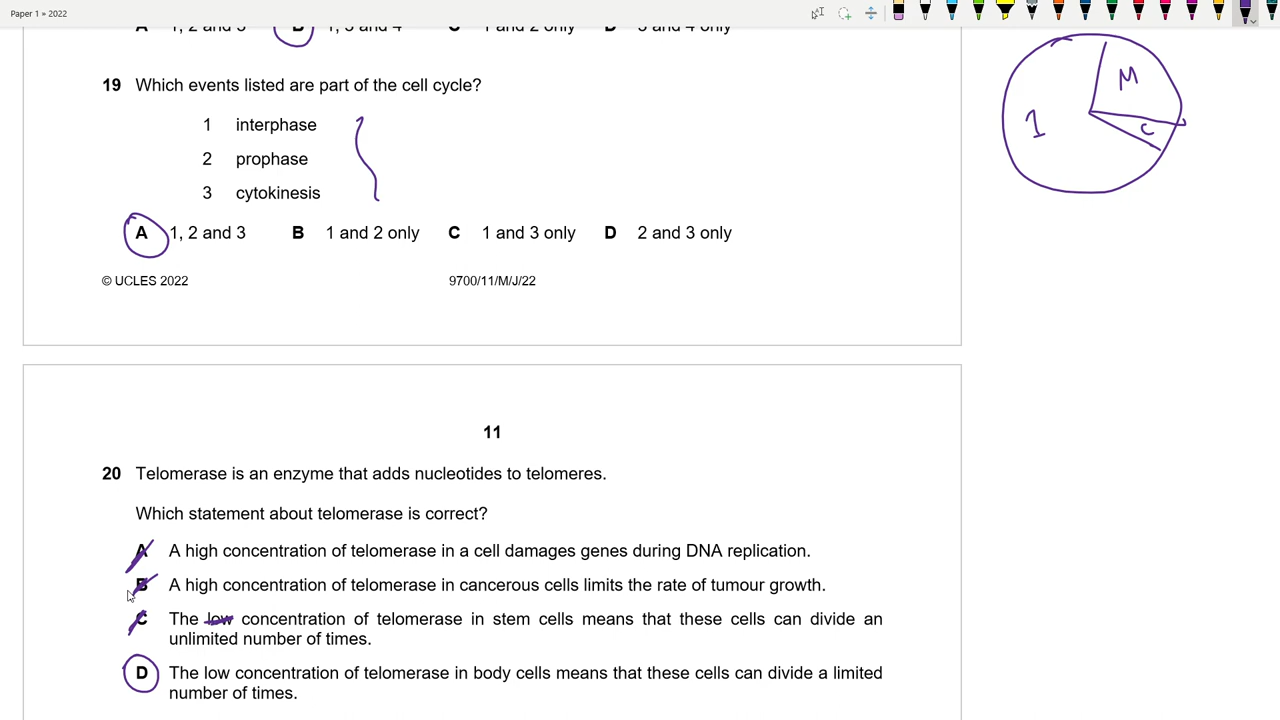 Paper 1 » 2022
A 1, 2 and 3 B 1, 3 and 4 C 1 and 2 only D 3 and 4 only
19 Which events listed are part of the cell cycle?
1 interphase
2 prophase
3 cytokinesis
A 1, 2 and 3 B 1 and 2 only C 1 and 3 only D 2 and 3 only
© UCLES 2022 9700/11/M/J/22
M
1
C
11
20 Telomerase is an enzyme that adds nucleotides to telomeres.
Which statement about telomerase is correct?
A A high concentration of telomerase in a cell damages genes during DNA replication.
B A high concentration of telomerase in cancerous cells limits the rate of tumour growth.
C The low concentration of telomerase in stem cells means that these cells can divide an
unlimited number of times.
D The low concentration of telomerase in body cells means that these cells can divide a limited
number of times.